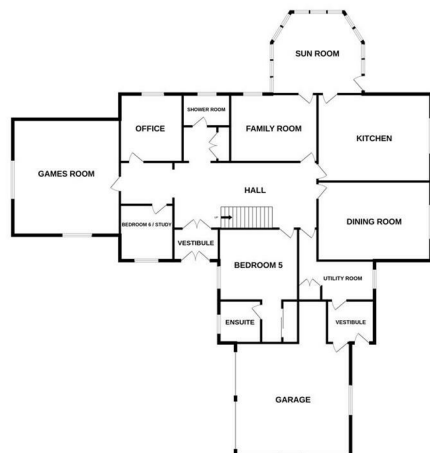 SUN ROOM
SHOWER ROOM
OFFICE
FAMILY ROOM
KITCHEN
GAMES ROOM
HALL
DINING ROOM
BEDROOM 6 / STUDY
VESTIBULE
BEDROOM 5
UTILITY ROOM
ENSUITE
VESTIBULE
GARAGE